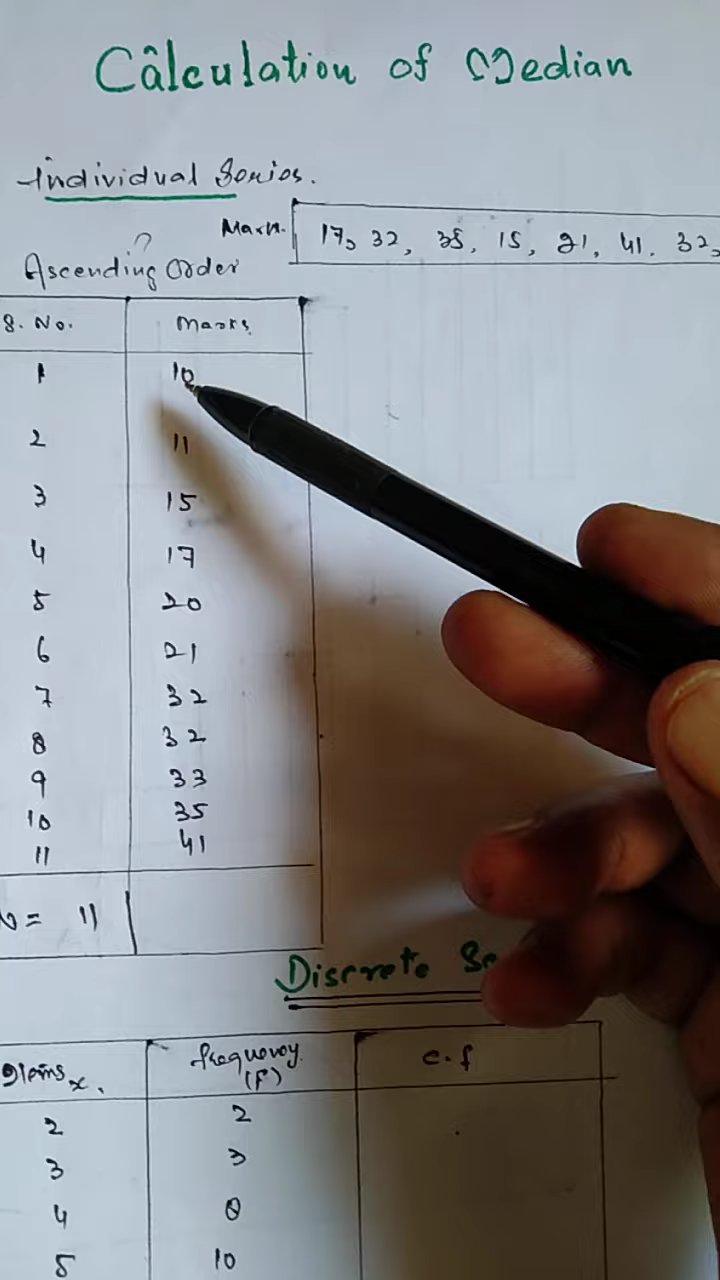 Calculation of Median
Individual Series.
Marks. 17, 32, 35, 15, 21, 41, 32,
Ascending Order
S. No. Marks
1 10
2 11
3 15
4 17
5 20
6 21
7 32
8 32
9 33
10 35
11 41
N = 11
Discrete Se
Items x. frequency (f) c.f
2 2
3 3
4 8
5 10